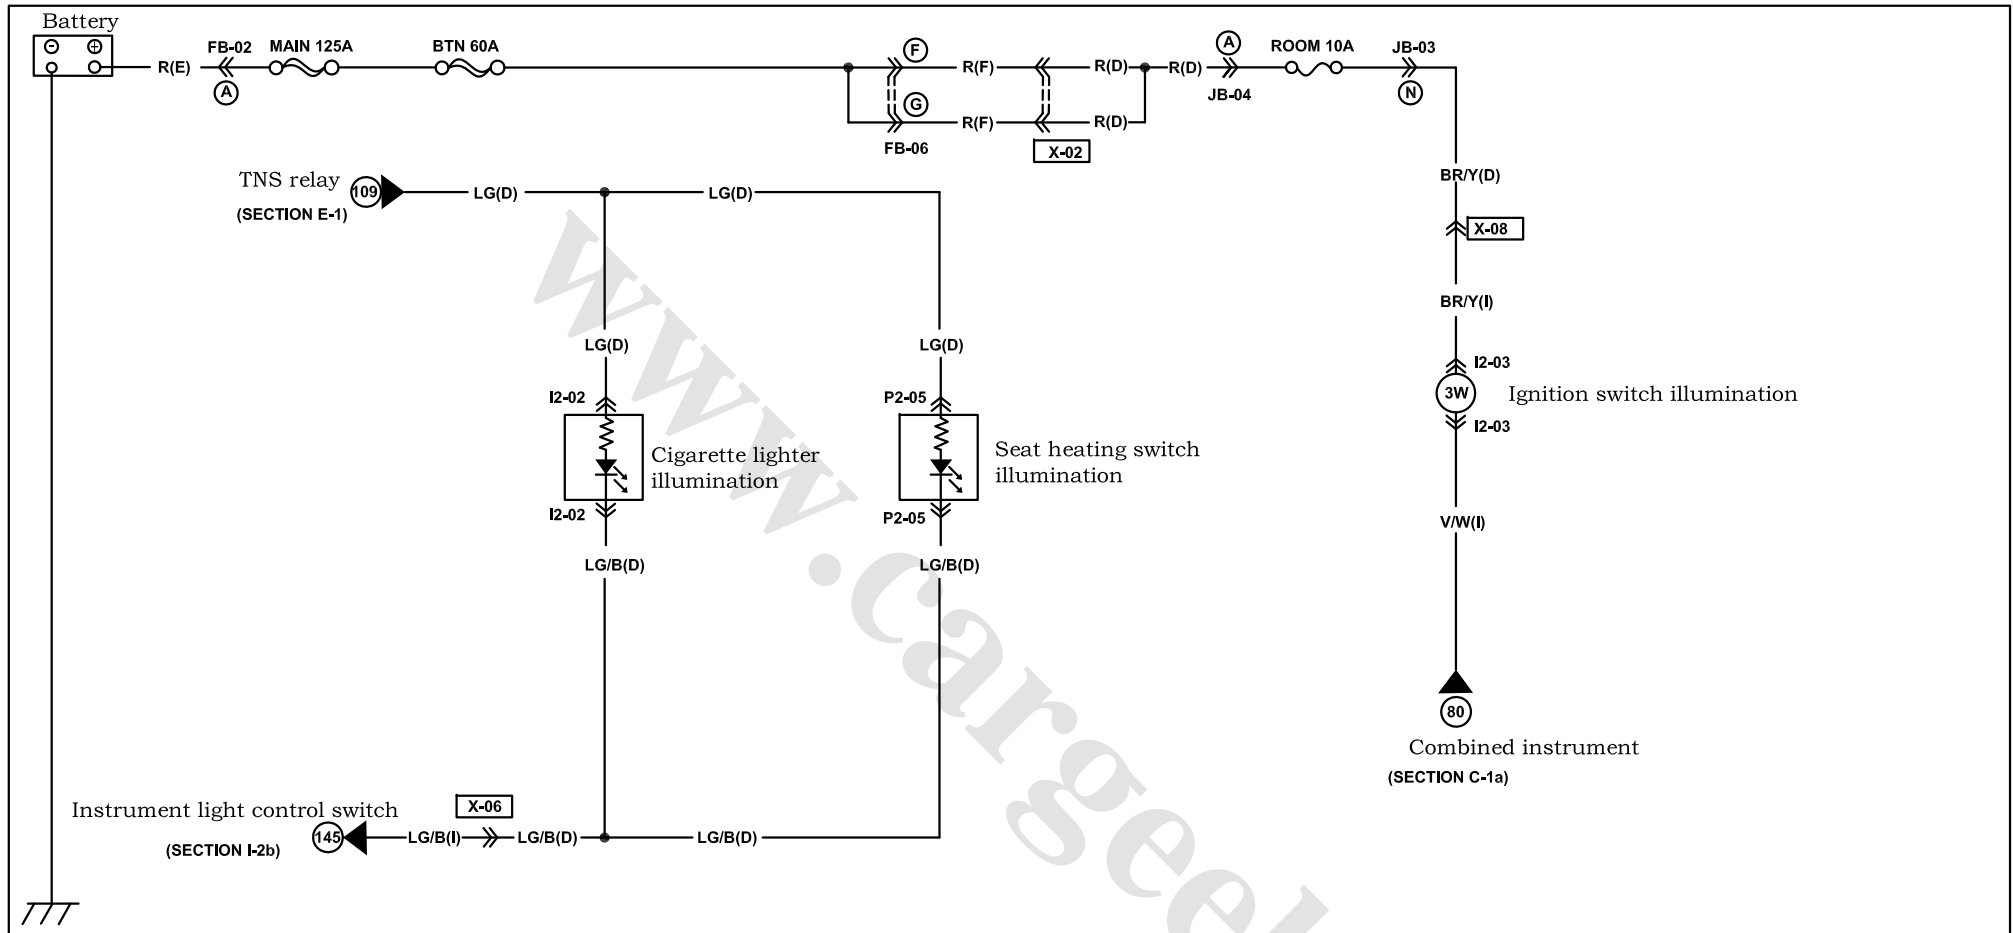 Battery
FB-02 MAIN 125A BTN 60A F A ROOM 10A JB-03
R(E) R(F) R(D) R(D)
A G JB-04 N
R(F) R(D)
FB-06 X-02
TNS relay 109 LG(D) LG(D) BR/Y(D)
(SECTION E-1)
X-08
BR/Y(I)
LG(D) LG(D)
I2-03
I2-02 P2-05 3W Ignition switch illumination
I2-03
Cigarette lighter Seat heating switch
illumination illumination
I2-02 P2-05
V/W(I)
LG/B(D) LG/B(D)
80
Combined instrument
(SECTION C-1a)
Instrument light control switch X-06
145 LG/B(I) LG/B(D) LG/B(D)
(SECTION I-2b)
www.cargeek